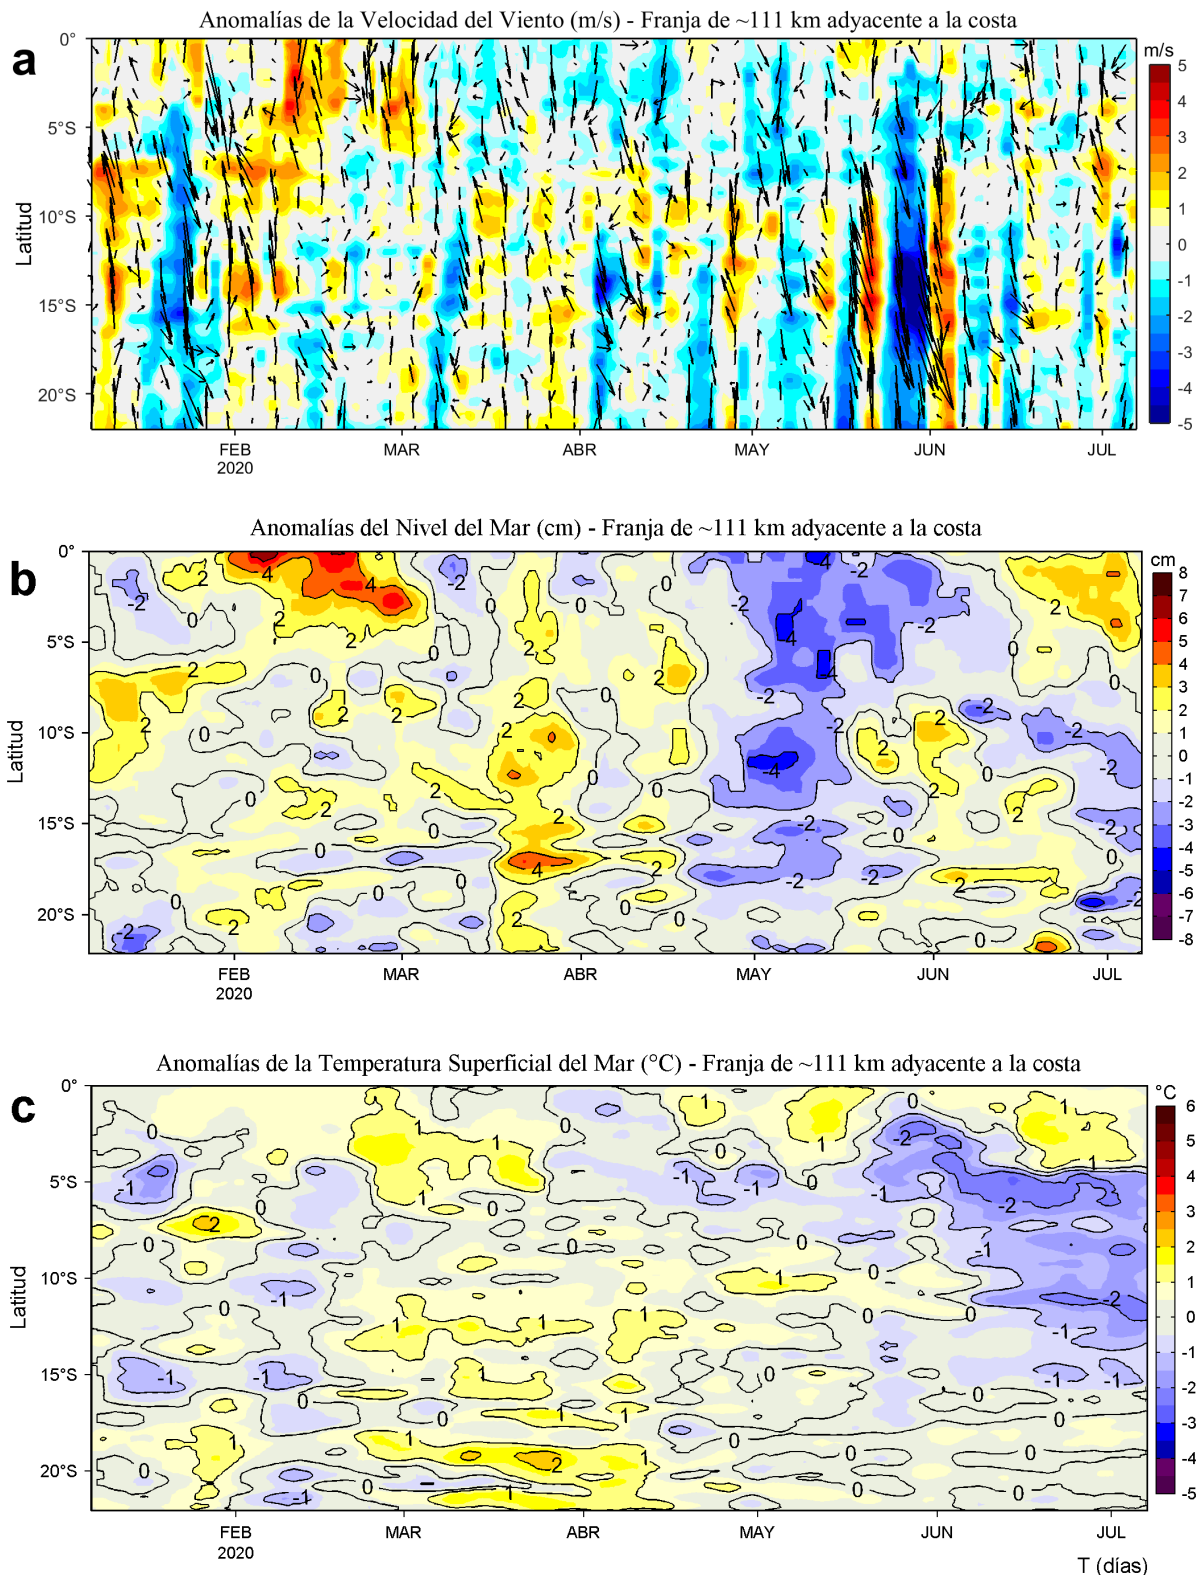 Anomalías de la Velocidad del Viento (m/s) - Franja de ~111 km adyacente a la costa
a
m/s
0°
5°S
10°S
15°S
20°S
Latitud
5
4
3
2
1
0
-1
-2
-3
-4
-5
FEB MAR ABR MAY JUN JUL
2020
Anomalías del Nivel del Mar (cm) - Franja de ~111 km adyacente a la costa
b
cm
0°
5°S
10°S
15°S
20°S
Latitud
8
7
6
5
4
3
2
1
0
-1
-2
-3
-4
-5
-6
-7
-8
FEB MAR ABR MAY JUN JUL
2020
Anomalías de la Temperatura Superficial del Mar (°C) - Franja de ~111 km adyacente a la costa
c
°C
0°
5°S
10°S
15°S
20°S
Latitud
6
5
4
3
2
1
0
-1
-2
-3
-4
-5
FEB MAR ABR MAY JUN JUL
2020
T (días)